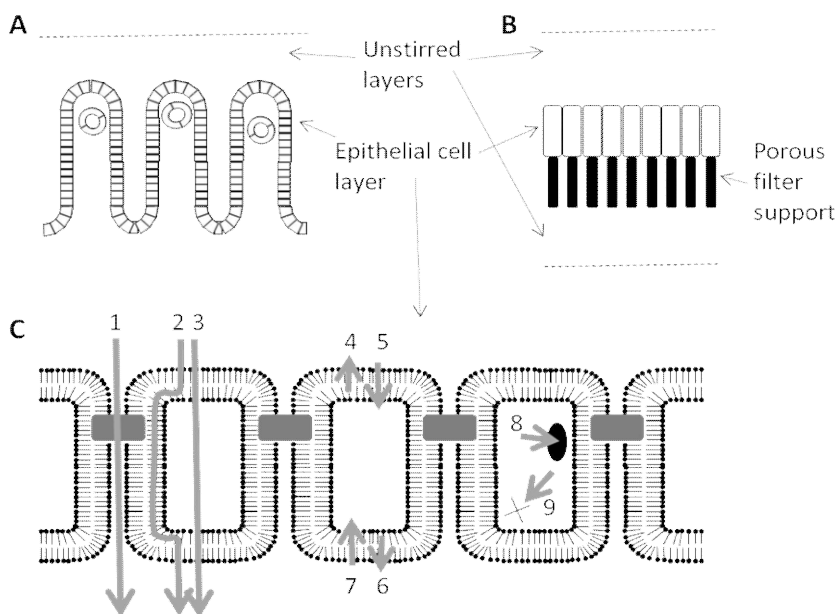 A
Unstirred
layers
B
Epithelial cell
layer
Porous
filter
support
C
1
2
3
4
5
8
9
7
6